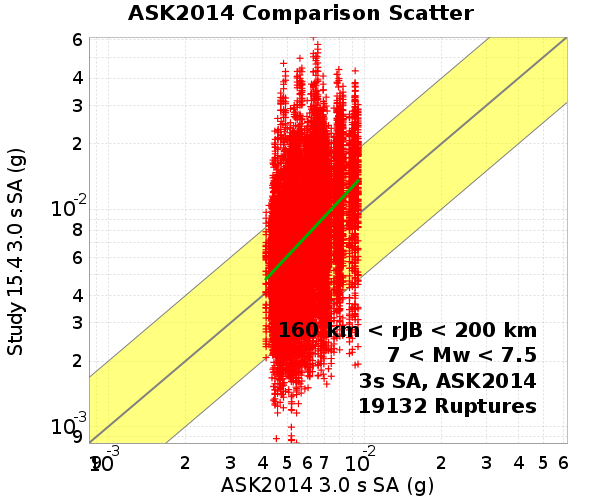 ASK2014 Comparison Scatter
Study 15.4 3.0 s SA (g)
6
4
3
2
10-2
8
6
4
3
2
10-3
9
160 km < rJB < 200 km
7 < Mw < 7.5
3s SA, ASK2014
19132 Ruptures
9 10-3 2 3 4 5 6 7 10-2 2 3 4 5 6
ASK2014 3.0 s SA (g)